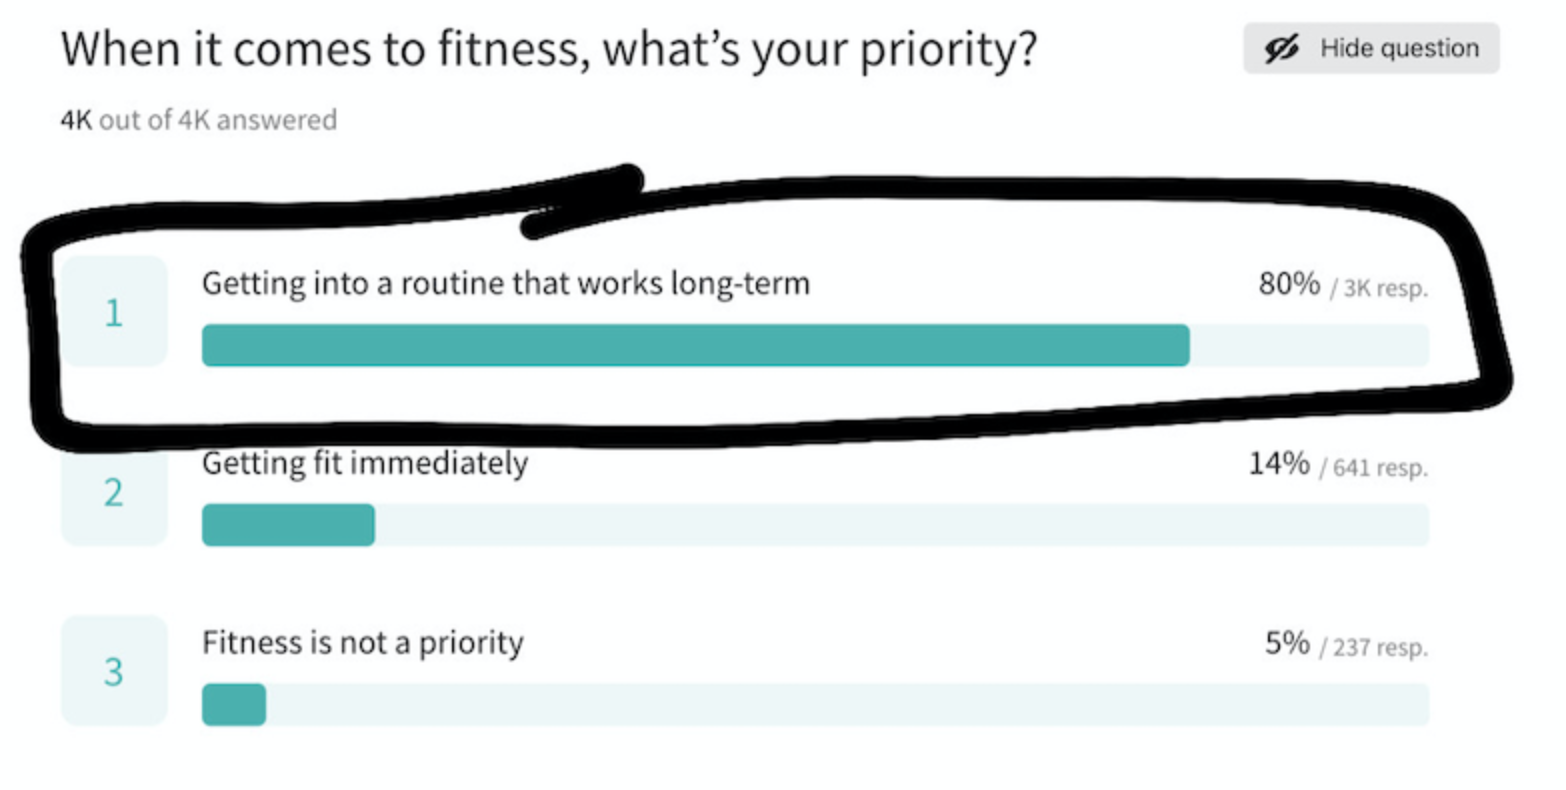 When it comes to fitness, what’s your priority?
Hide question
4K out of 4K answered
1
Getting into a routine that works long-term
80% / 3K resp.
2
Getting fit immediately
14% / 641 resp.
3
Fitness is not a priority
5% / 237 resp.